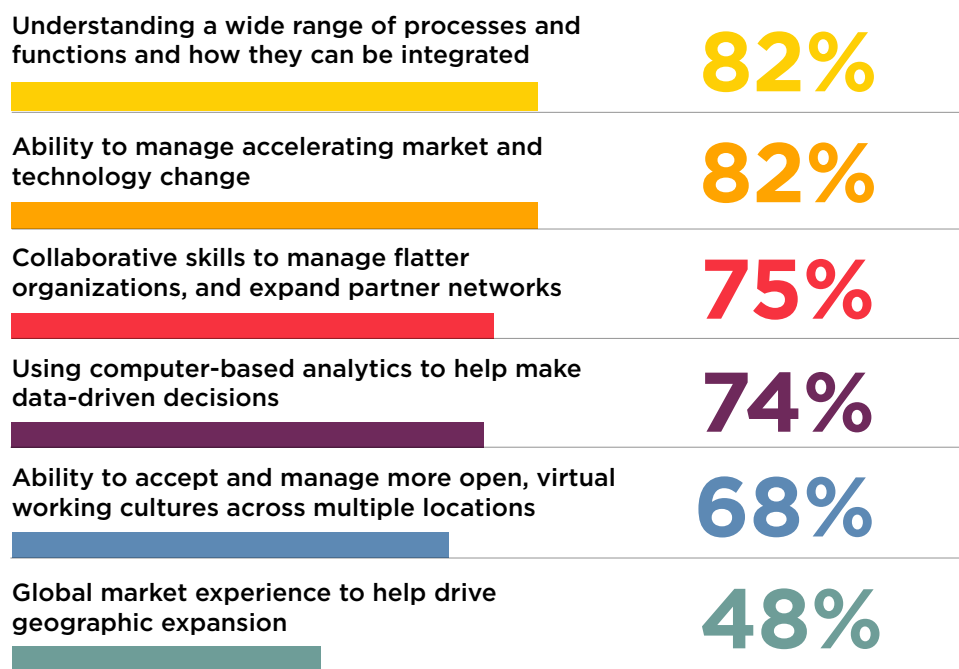 Understanding a wide range of processes and
functions and how they can be integrated
82%
Ability to manage accelerating market and
technology change
82%
Collaborative skills to manage flatter
organizations, and expand partner networks
75%
Using computer-based analytics to help make
data-driven decisions
74%
Ability to accept and manage more open, virtual
working cultures across multiple locations
68%
Global market experience to help drive
geographic expansion
48%